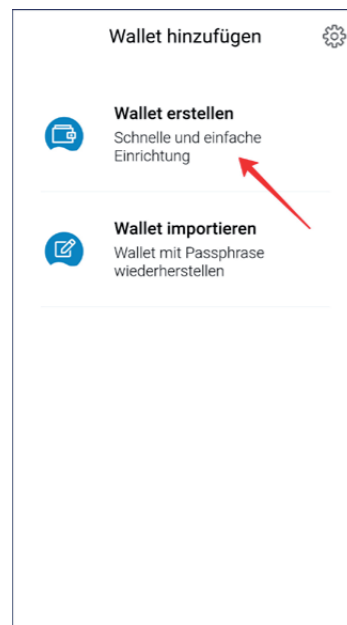 Wallet hinzufügen
Wallet erstellen
Schnelle und einfache
Einrichtung
Wallet importieren
Wallet mit Passphrase
wiederherstellen